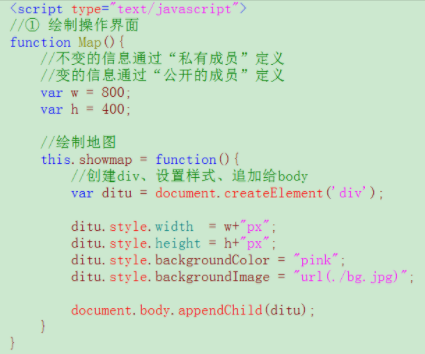 <script type="text/javascript">
//① 绘制操作界面
function Map(){
    //不变的信息通过“私有成员”定义
    //变的信息通过“公开的成员”定义
    var w = 800;
    var h = 400;

    //绘制地图
    this.showmap = function(){
        //创建div、设置样式、追加给body
        var ditu = document.createElement('div');

        ditu.style.width  = w+"px";
        ditu.style.height = h+"px";
        ditu.style.backgroundColor = "pink";
        ditu.style.backgroundImage = "url(./bg.jpg)";

        document.body.appendChild(ditu);
    }
}